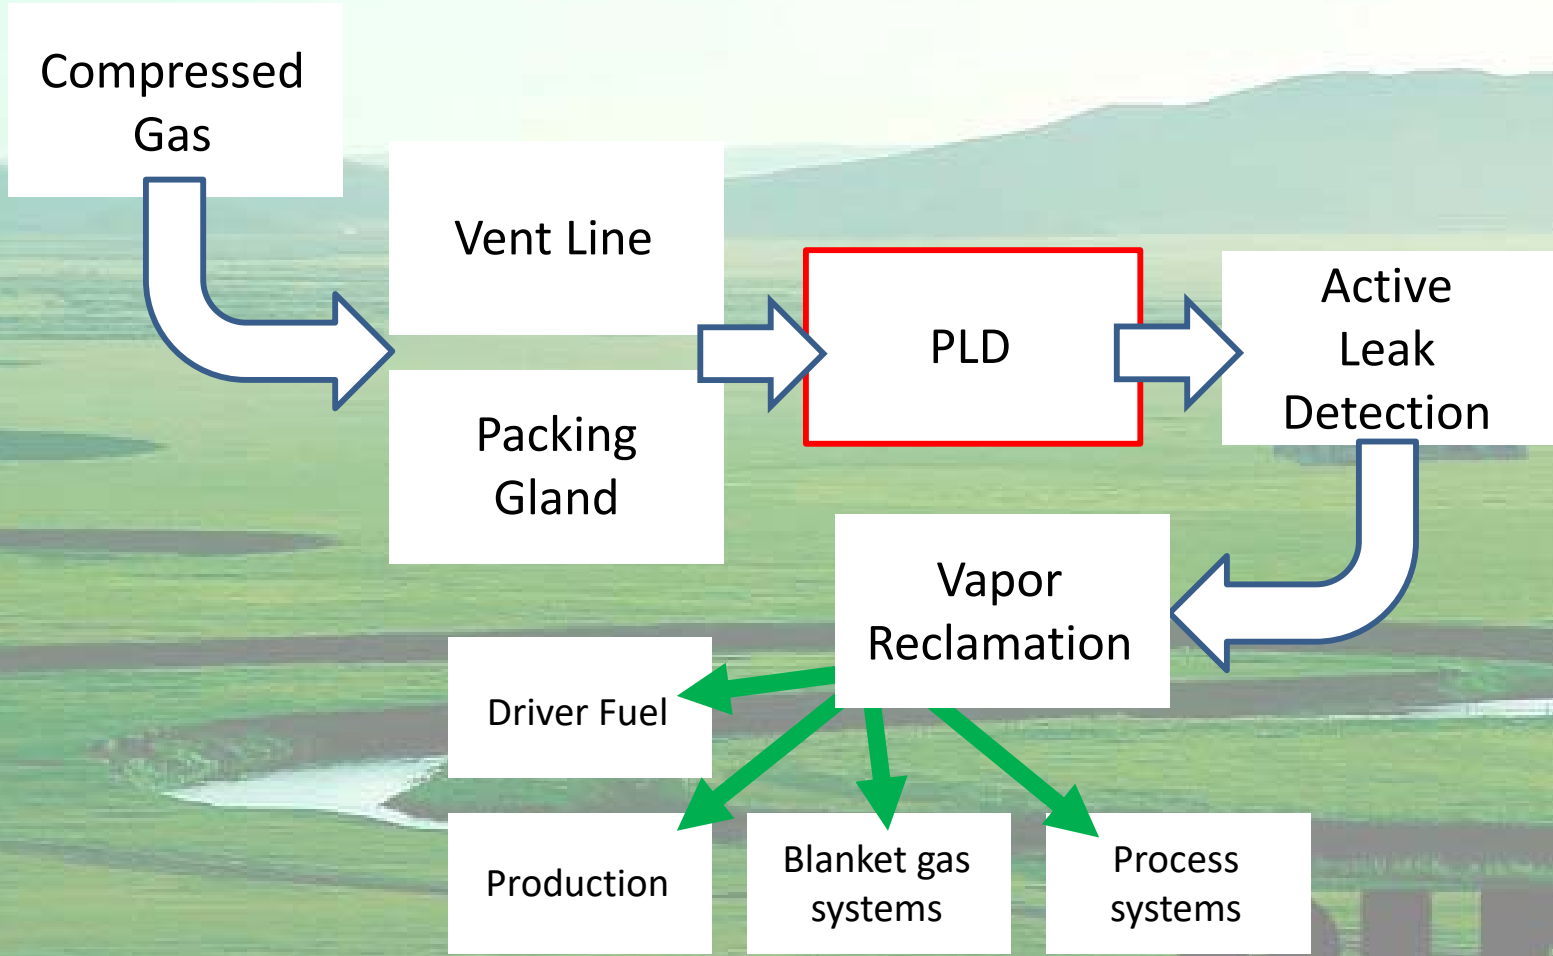 Compressed
Gas
Vent Line
Packing
Gland
PLD
Active
Leak
Detection
Vapor
Reclamation
Driver Fuel
Production
Blanket gas
systems
Process
systems